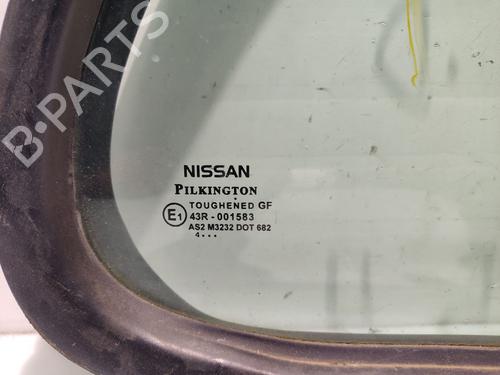 B-PARTS
NISSAN
PILKINGTON
TOUGHENED GF
E1 43R-001583
AS2 M3232 DOT 682
4...